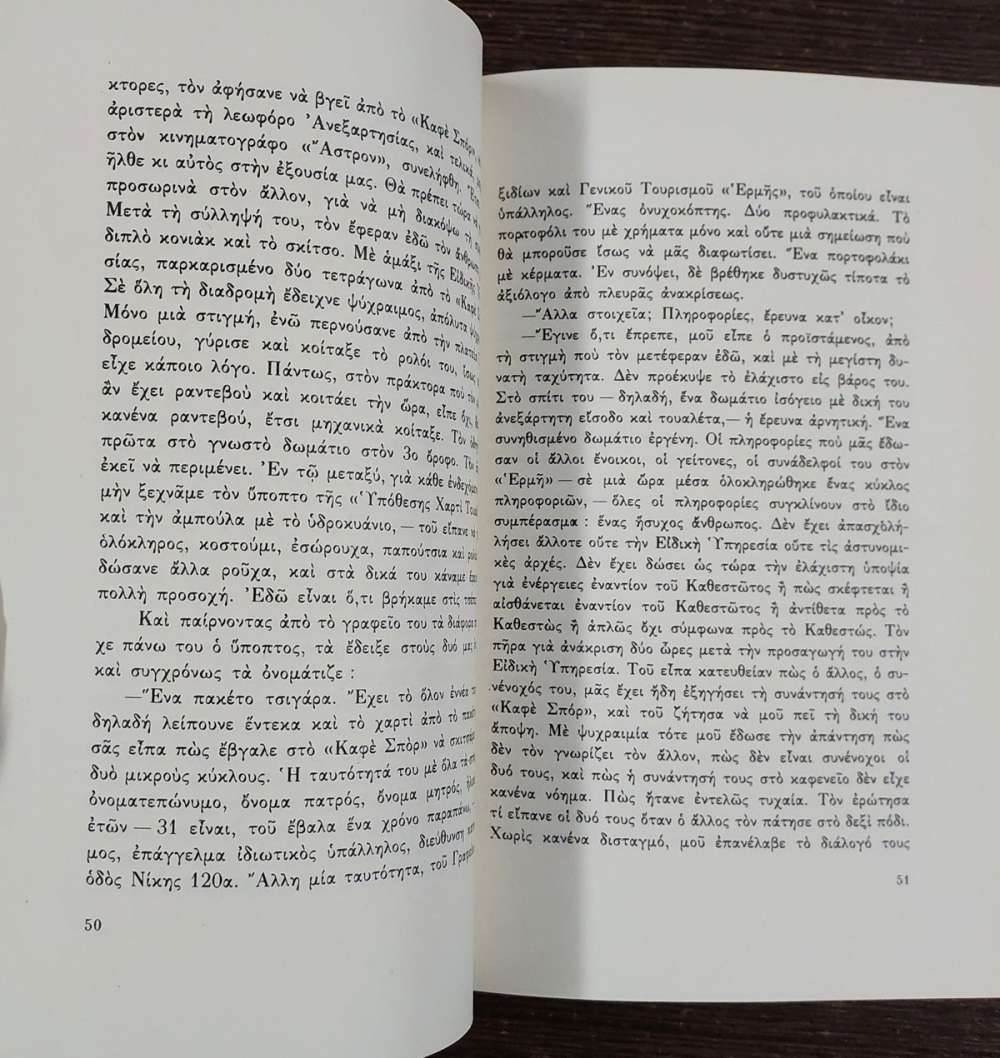 κτορες, τὸν ἀφήσανε νὰ βγεῖ ἀπὸ τὸ «Καφὲ Σπόρ»
ἀριστερὰ τὴ λεωφόρο Ἀνεξαρτησίας, καὶ τελικά,
στὸν κινηματογράφο «Ἄστρον», συνελήφθη.
ἦλθε κι αὐτὸς στὴν ἐξουσία μας. Θὰ πρέπει τώρα
προσωρινὰ στὸν ἄλλον, γιὰ νὰ μὴ διακόψω τὴ
Μετὰ τὴ σύλληψή του, τὸν ἔφεραν ἐδῶ τὸν
διπλὸ κονιὰκ καὶ τὸ σκίτσο. Μὲ ἁμάξι τῆς Εἰδικῆς
σίας, παρκαρισμένο δύο τετράγωνα ἀπὸ τὸ «Καφὲ
Σὲ ὅλη τὴ διαδρομὴ ἔδειχνε ψύχραιμος, ἀπόλυτα
Μόνο μιὰ στιγμή, ἐνῶ περνούσανε ἀπὸ τὴν
δρομείου, γύρισε καὶ κοίταξε τὸ ρολόι του, ἴσως
εἶχε κάποιο λόγο. Πάντως, στὸν πράκτορα ποὺ
ἂν ἔχει ραντεβοὺ καὶ κοιτάει τὴν ὥρα, εἶπε ὄχι,
κανένα ραντεβού, ἔτσι μηχανικὰ κοίταξε. Τὸν
πρῶτα στὸ γνωστὸ δωμάτιο στὸν 3ο ὄροφο.
ἐκεῖ νὰ περιμένει. Ἐν τῷ μεταξύ, γιὰ κάθε
μὴν ξεχνᾶμε τὸν ὕποπτο τῆς «Ὑπόθεσης Χαρτὶ
καὶ τὴν ἀμπούλα μὲ τὸ ὑδροκυάνιο, — τοῦ εἴπανε
ὁλόκληρος, κοστούμι, ἐσώρουχα, παπούτσια καὶ
δώσανε ἄλλα ροῦχα, καὶ στὰ δικά του κάναμε
πολλὴ προσοχή. Ἐδῶ εἶναι ὅ,τι βρήκαμε στὶς
Καὶ παίρνοντας ἀπὸ τὸ γραφεῖο του τὰ διάφορα
χε πάνω του ὁ ὕποπτος, τὰ ἔδειξε στοὺς δυό μας,
καὶ συγχρόνως τὰ ὀνομάτιζε :
—Ἕνα πακέτο τσιγάρα. Ἔχει τὸ ὅλον ἐννέα
δηλαδὴ λείπουνε ἕντεκα καὶ τὸ χαρτὶ ἀπὸ τὸ
σᾶς εἶπα πὼς ἔβγαλε στὸ «Καφὲ Σπὸρ» νὰ
δυὸ μικροὺς κύκλους. Ἡ ταυτότητά του μὲ ὅλα τὰ
ὀνοματεπώνυμο, ὄνομα πατρός, ὄνομα μητρός,
ἐτῶν — 31 εἶναι, τοῦ ἔβαλα ἕνα χρόνο παραπάνω,
μος, ἐπάγγελμα ἰδιωτικὸς ὑπάλληλος, διεύθυνση
ὁδὸς Νίκης 120α. Ἄλλη μία ταυτότητα, τοῦ
50
ξιδίων καὶ Γενικοῦ Τουρισμοῦ «Ἑρμῆς», τοῦ ὁποίου εἶναι
ὑπάλληλος. Ἕνας ὀνυχοκόπτης. Δύο προφυλακτικά. Τὸ
πορτοφόλι του μὲ χρήματα μόνο καὶ οὔτε μιὰ σημείωση ποὺ
θὰ μποροῦσε ἴσως νὰ μᾶς διαφωτίσει. Ἕνα πορτοφολάκι
μὲ κέρματα. Ἐν συνόψει, δὲ βρέθηκε δυστυχῶς τίποτα τὸ
ἀξιόλογο ἀπὸ πλευρᾶς ἀνακρίσεως.
—Ἄλλα στοιχεῖα; Πληροφορίες, ἔρευνα κατ' οἶκον;
—Ἔγινε ὅ,τι ἔπρεπε, μοῦ εἶπε ὁ προϊστάμενος, ἀπὸ
τὴ στιγμὴ ποὺ τὸν μετέφεραν ἐδῶ, καὶ μὲ τὴ μεγίστη δυ-
νατὴ ταχύτητα. Δὲν προέκυψε τὸ ἐλάχιστο εἰς βάρος του.
Στὸ σπίτι του — δηλαδή, ἕνα δωμάτιο ἰσόγειο μὲ δική του
ἀνεξάρτητη εἴσοδο καὶ τουαλέτα,— ἡ ἔρευνα ἀρνητική. Ἕνα
συνηθισμένο δωμάτιο ἐργένη. Οἱ πληροφορίες ποὺ μᾶς ἔδω-
σαν οἱ ἄλλοι ἔνοικοι, οἱ γείτονες, οἱ συνάδελφοί του στὸν
«Ἑρμῆ» — σὲ μιὰ ὥρα μέσα ὁλοκληρώθηκε ἕνας κύκλος
πληροφοριῶν, — ὅλες οἱ πληροφορίες συγκλίνουν στὸ ἴδιο
συμπέρασμα : ἕνας ἥσυχος ἄνθρωπος. Δὲν ἔχει ἀπασχολή-
λήσει ἄλλοτε οὔτε τὴν Εἰδικὴ Ὑπηρεσία οὔτε τὶς ἀστυνομι-
κὲς ἀρχές. Δὲν ἔχει δώσει ὣς τώρα τὴν ἐλάχιστη ὑποψία
γιὰ ἐνέργειες ἐναντίον τοῦ Καθεστῶτος ἢ πὼς σκέφτεται ἢ
αἰσθάνεται ἐναντίον τοῦ Καθεστῶτος ἢ ἀντίθετα πρὸς τὸ
Καθεστὼς ἢ ἁπλῶς ὄχι σύμφωνα πρὸς τὸ Καθεστώς. Τὸν
πῆρα γιὰ ἀνάκριση δύο ὧρες μετὰ τὴν προσαγωγή του στὴν
Εἰδικὴ Ὑπηρεσία. Τοῦ εἶπα κατευθείαν πὼς ὁ ἄλλος, ὁ συ-
νένοχός του, μᾶς ἔχει ἤδη ἐξηγήσει τὴ συνάντησή τους στὸ
«Καφὲ Σπόρ», καὶ τοῦ ζήτησα νὰ μοῦ πεῖ τὴ δική του
ἄποψη. Μὲ ψυχραιμία τότε μοῦ ἔδωσε τὴν ἀπάντηση πὼς
δὲν τὸν γνωρίζει τὸν ἄλλον, πὼς δὲν εἶναι συνένοχοι οἱ
δυό τους, καὶ πὼς ἡ συνάντησή τους στὸ καφενεῖο δὲν εἶχε
κανένα νόημα. Πὼς ἤτανε ἐντελῶς τυχαία. Τὸν ἐρώτησα
τί εἴπανε οἱ δυό τους ὅταν ὁ ἄλλος τὸν πάτησε στὸ δεξὶ πόδι.
Χωρὶς κανένα δισταγμό, μοῦ ἐπανέλαβε τὸ διάλογό τους
51